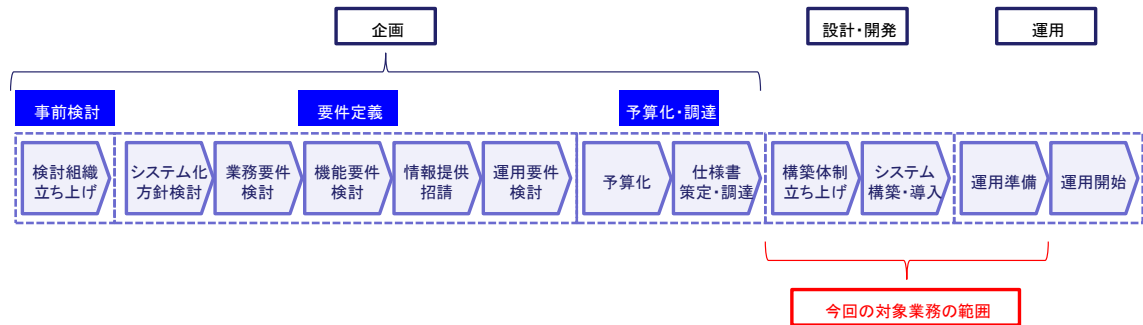 企画
設計・開発
運用
事前検討
要件定義
予算化・調達
検討組織
立ち上げ
システム化
方針検討
業務要件
検討
機能要件
検討
情報提供
招請
運用要件
検討
予算化
仕様書
策定・調達
構築体制
立ち上げ
システム
構築・導入
運用準備
運用開始
今回の対象業務の範囲